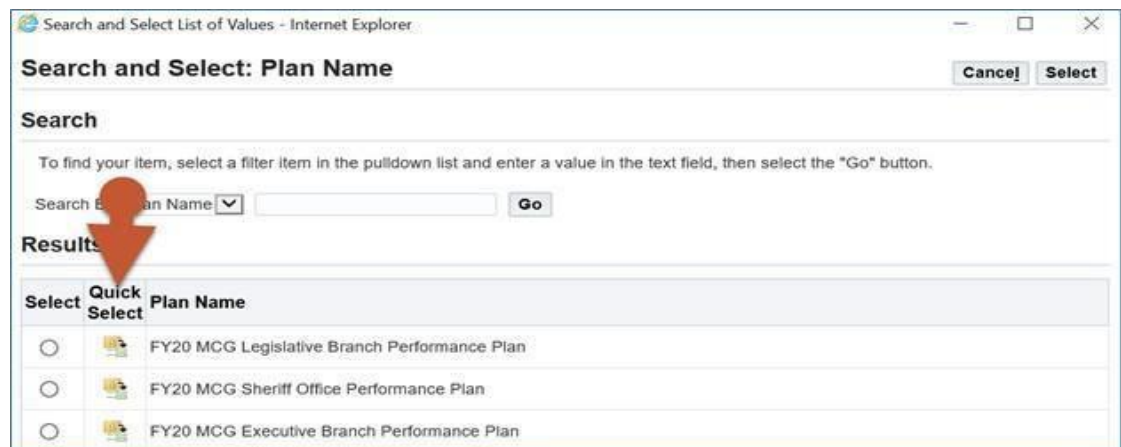 Search and Select List of Values - Internet Explorer
Search and Select: Plan Name
Cancel Select
Search
To find your item, select a filter item in the pulldown list and enter a value in the text field, then select the "Go" button.
Search an Name Go
Results
Select Quick Select Plan Name
FY20 MCG Legislative Branch Performance Plan
FY20 MCG Sheriff Office Performance Plan
FY20 MCG Executive Branch Performance Plan